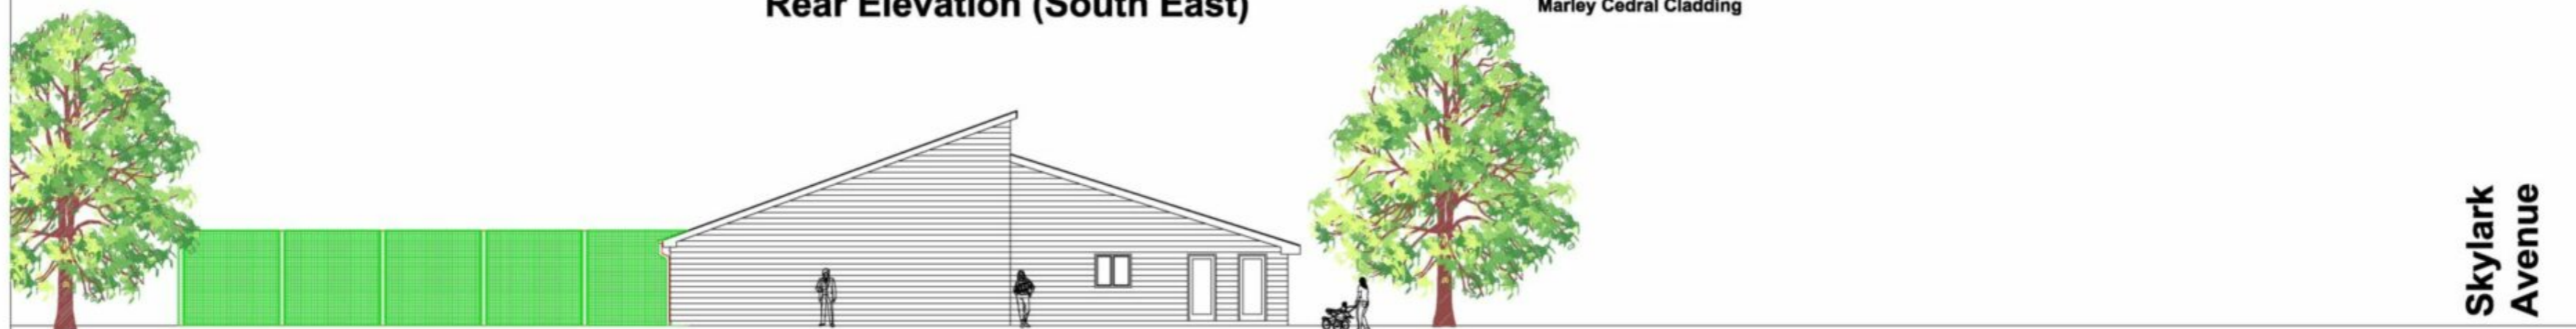 Rear Elevation (South East)
Marley Cedral Cladding
Skylark
Avenue